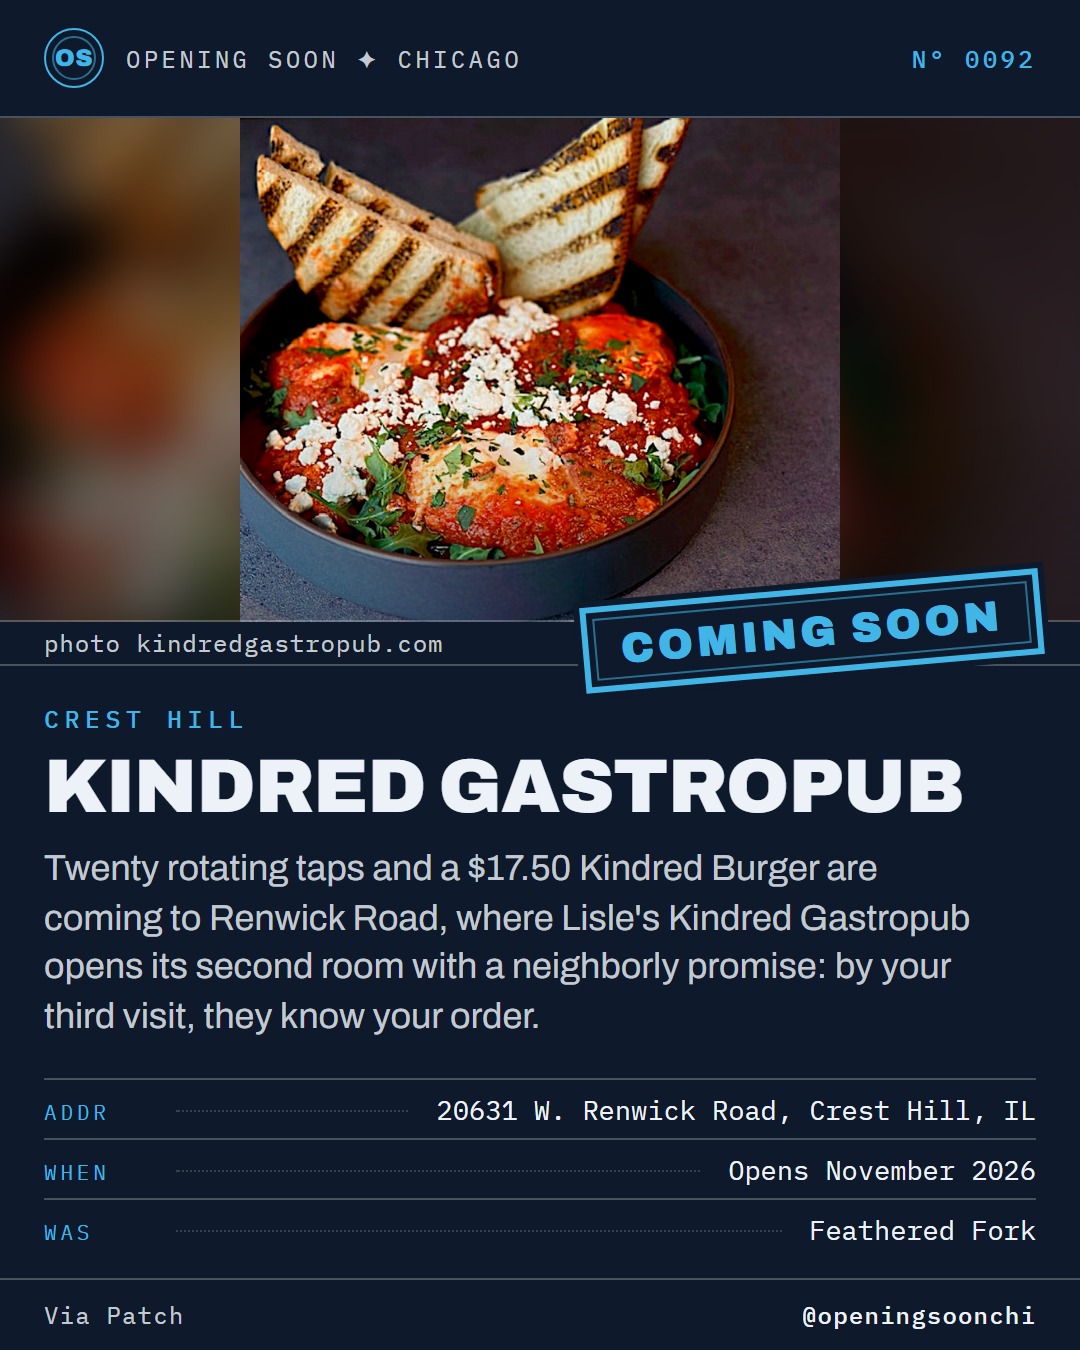 OS
OPENING SOON ✦ CHICAGO
N° 0092
photo kindredgastropub.com
COMING SOON
CREST HILL
KINDRED GASTROPUB
Twenty rotating taps and a $17.50 Kindred Burger are
coming to Renwick Road, where Lisle's Kindred Gastropub
opens its second room with a neighborly promise: by your
third visit, they know your order.
ADDR 20631 W. Renwick Road, Crest Hill, IL
WHEN Opens November 2026
WAS Feathered Fork
Via Patch
@openingsoonchi